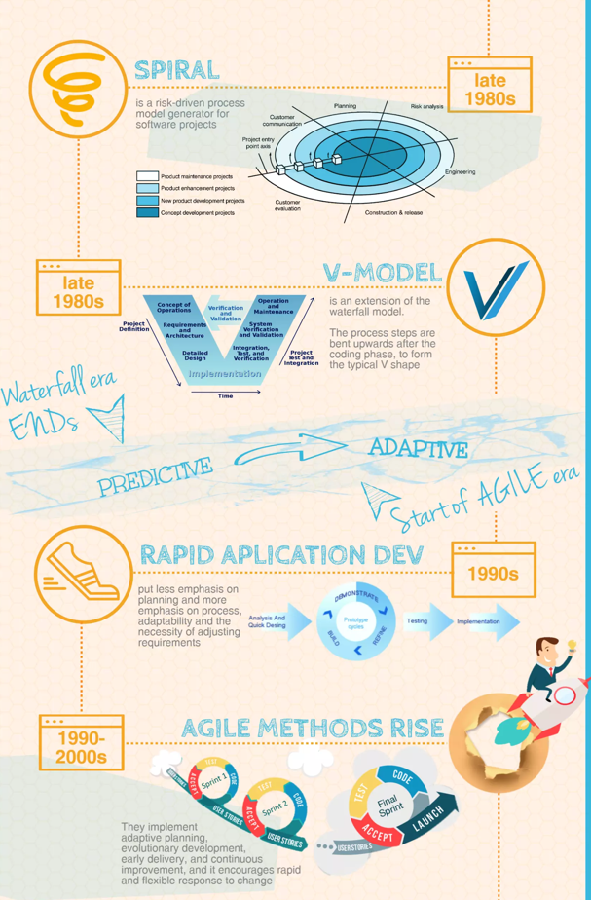 SPIRAL
late
1980s
is a risk-driven process
model generator for
software projects
Planning
Risk analysis
Customer
communication
Project entry
point axis
Engineering
Product maintenance projects
Product enhancement projects
New product development projects
Concept development projects
Customer
evaluation
Construction & release
late
1980s
V-MODEL
is an extension of the
waterfall model.
The process steps are
bent upwards after the
coding phase, to form
the typical V shape
Concept of
Operations
Verification
and
Validation
Operation
and
Maintenance
Project
Definition
Requirements
and
Architecture
System
Verification
and Validation
Detailed
Design
Integration,
Test, and
Verification
Project
Test and
Integration
Implementation
Time
Waterfall era
ENDs
PREDICTIVE
ADAPTIVE
Start of AGILE era
RAPID APLICATION DEV
1990s
put less emphasis on
planning and more
emphasis on process,
adaptability and the
necessity of adjusting
requirements
Analysis And
Quick Desing
DEMONSTRATE
REFINE
BUILD
Prototype
cycles
Testing
Implementation
1990-
2000s
AGILE METHODS RISE
TEST
CODE
ACCEPT
Sprint 1
USER STORIES
TEST
CODE
ACCEPT
Sprint 2
USER STORIES
TEST
CODE
ACCEPT
Final
Sprint
LAUNCH
USER STORIES
They implement
adaptive planning,
evolutionary development,
early delivery, and continuous
improvement, and it encourages rapid
and flexible response to change